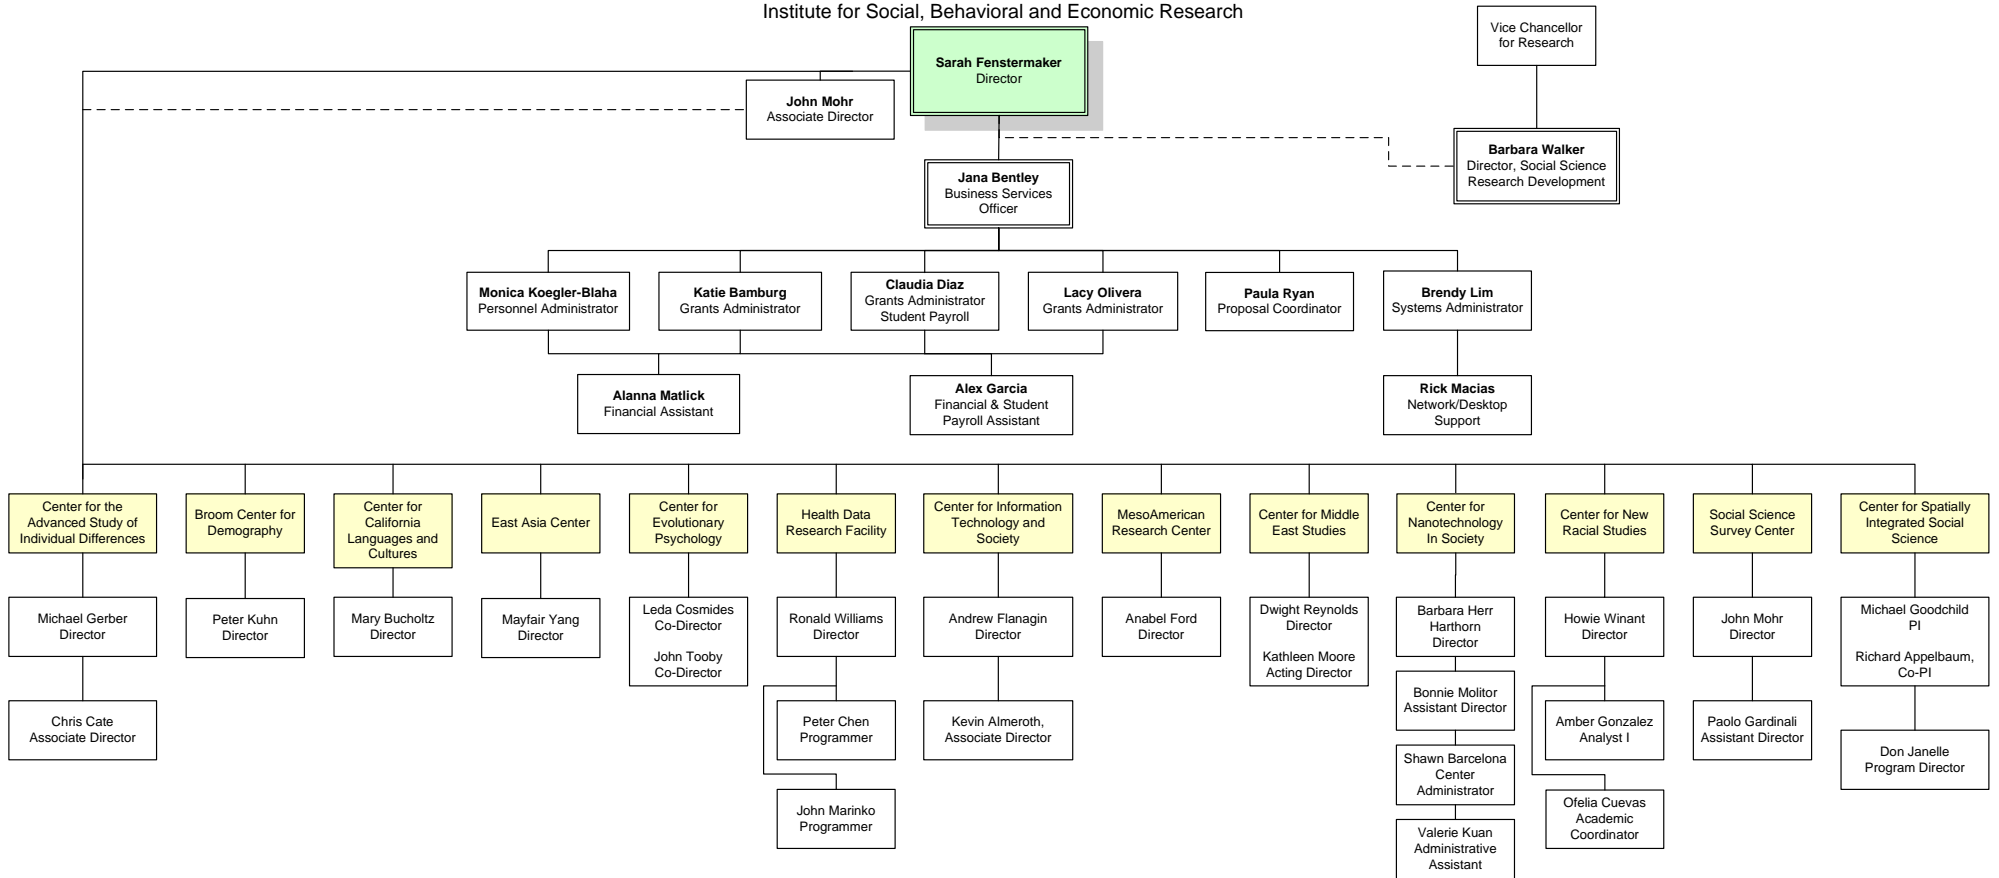 Institute for Social, Behavioral and Economic Research
Vice Chancellor
for Research
Sarah Fenstermaker
Director
John Mohr
Associate Director
Barbara Walker
Director, Social Science
Research Development
Jana Bentley
Business Services
Officer
Monica Koegler-Blaha
Personnel Administrator
Katie Bamburg
Grants Administrator
Claudia Diaz
Grants Administrator
Student Payroll
Lacy Olivera
Grants Administrator
Paula Ryan
Proposal Coordinator
Brendy Lim
Systems Administrator
Alanna Matlick
Financial Assistant
Alex Garcia
Financial & Student
Payroll Assistant
Rick Macias
Network/Desktop
Support
Center for the
Advanced Study of
Individual Differences
Broom Center for
Demography
Center for
California
Languages and
Cultures
East Asia Center
Center for
Evolutionary
Psychology
Health Data
Research Facility
Center for Information
Technology and
Society
MesoAmerican
Research Center
Center for Middle
East Studies
Center for
Nanotechnology
In Society
Center for New
Racial Studies
Social Science
Survey Center
Center for Spatially
Integrated Social
Science
Michael Gerber
Director
Peter Kuhn
Director
Mary Bucholtz
Director
Mayfair Yang
Director
Leda Cosmides
Co-Director
John Tooby
Co-Director
Ronald Williams
Director
Andrew Flanagin
Director
Anabel Ford
Director
Dwight Reynolds
Director
Kathleen Moore
Acting Director
Barbara Herr
Harthorn
Director
Howie Winant
Director
John Mohr
Director
Michael Goodchild
PI
Richard Appelbaum,
Co-PI
Chris Cate
Associate Director
Peter Chen
Programmer
Kevin Almeroth,
Associate Director
Bonnie Molitor
Assistant Director
Amber Gonzalez
Analyst I
Paolo Gardinali
Assistant Director
Don Janelle
Program Director
Shawn Barcelona
Center
Administrator
John Marinko
Programmer
Ofelia Cuevas
Academic
Coordinator
Valerie Kuan
Administrative
Assistant